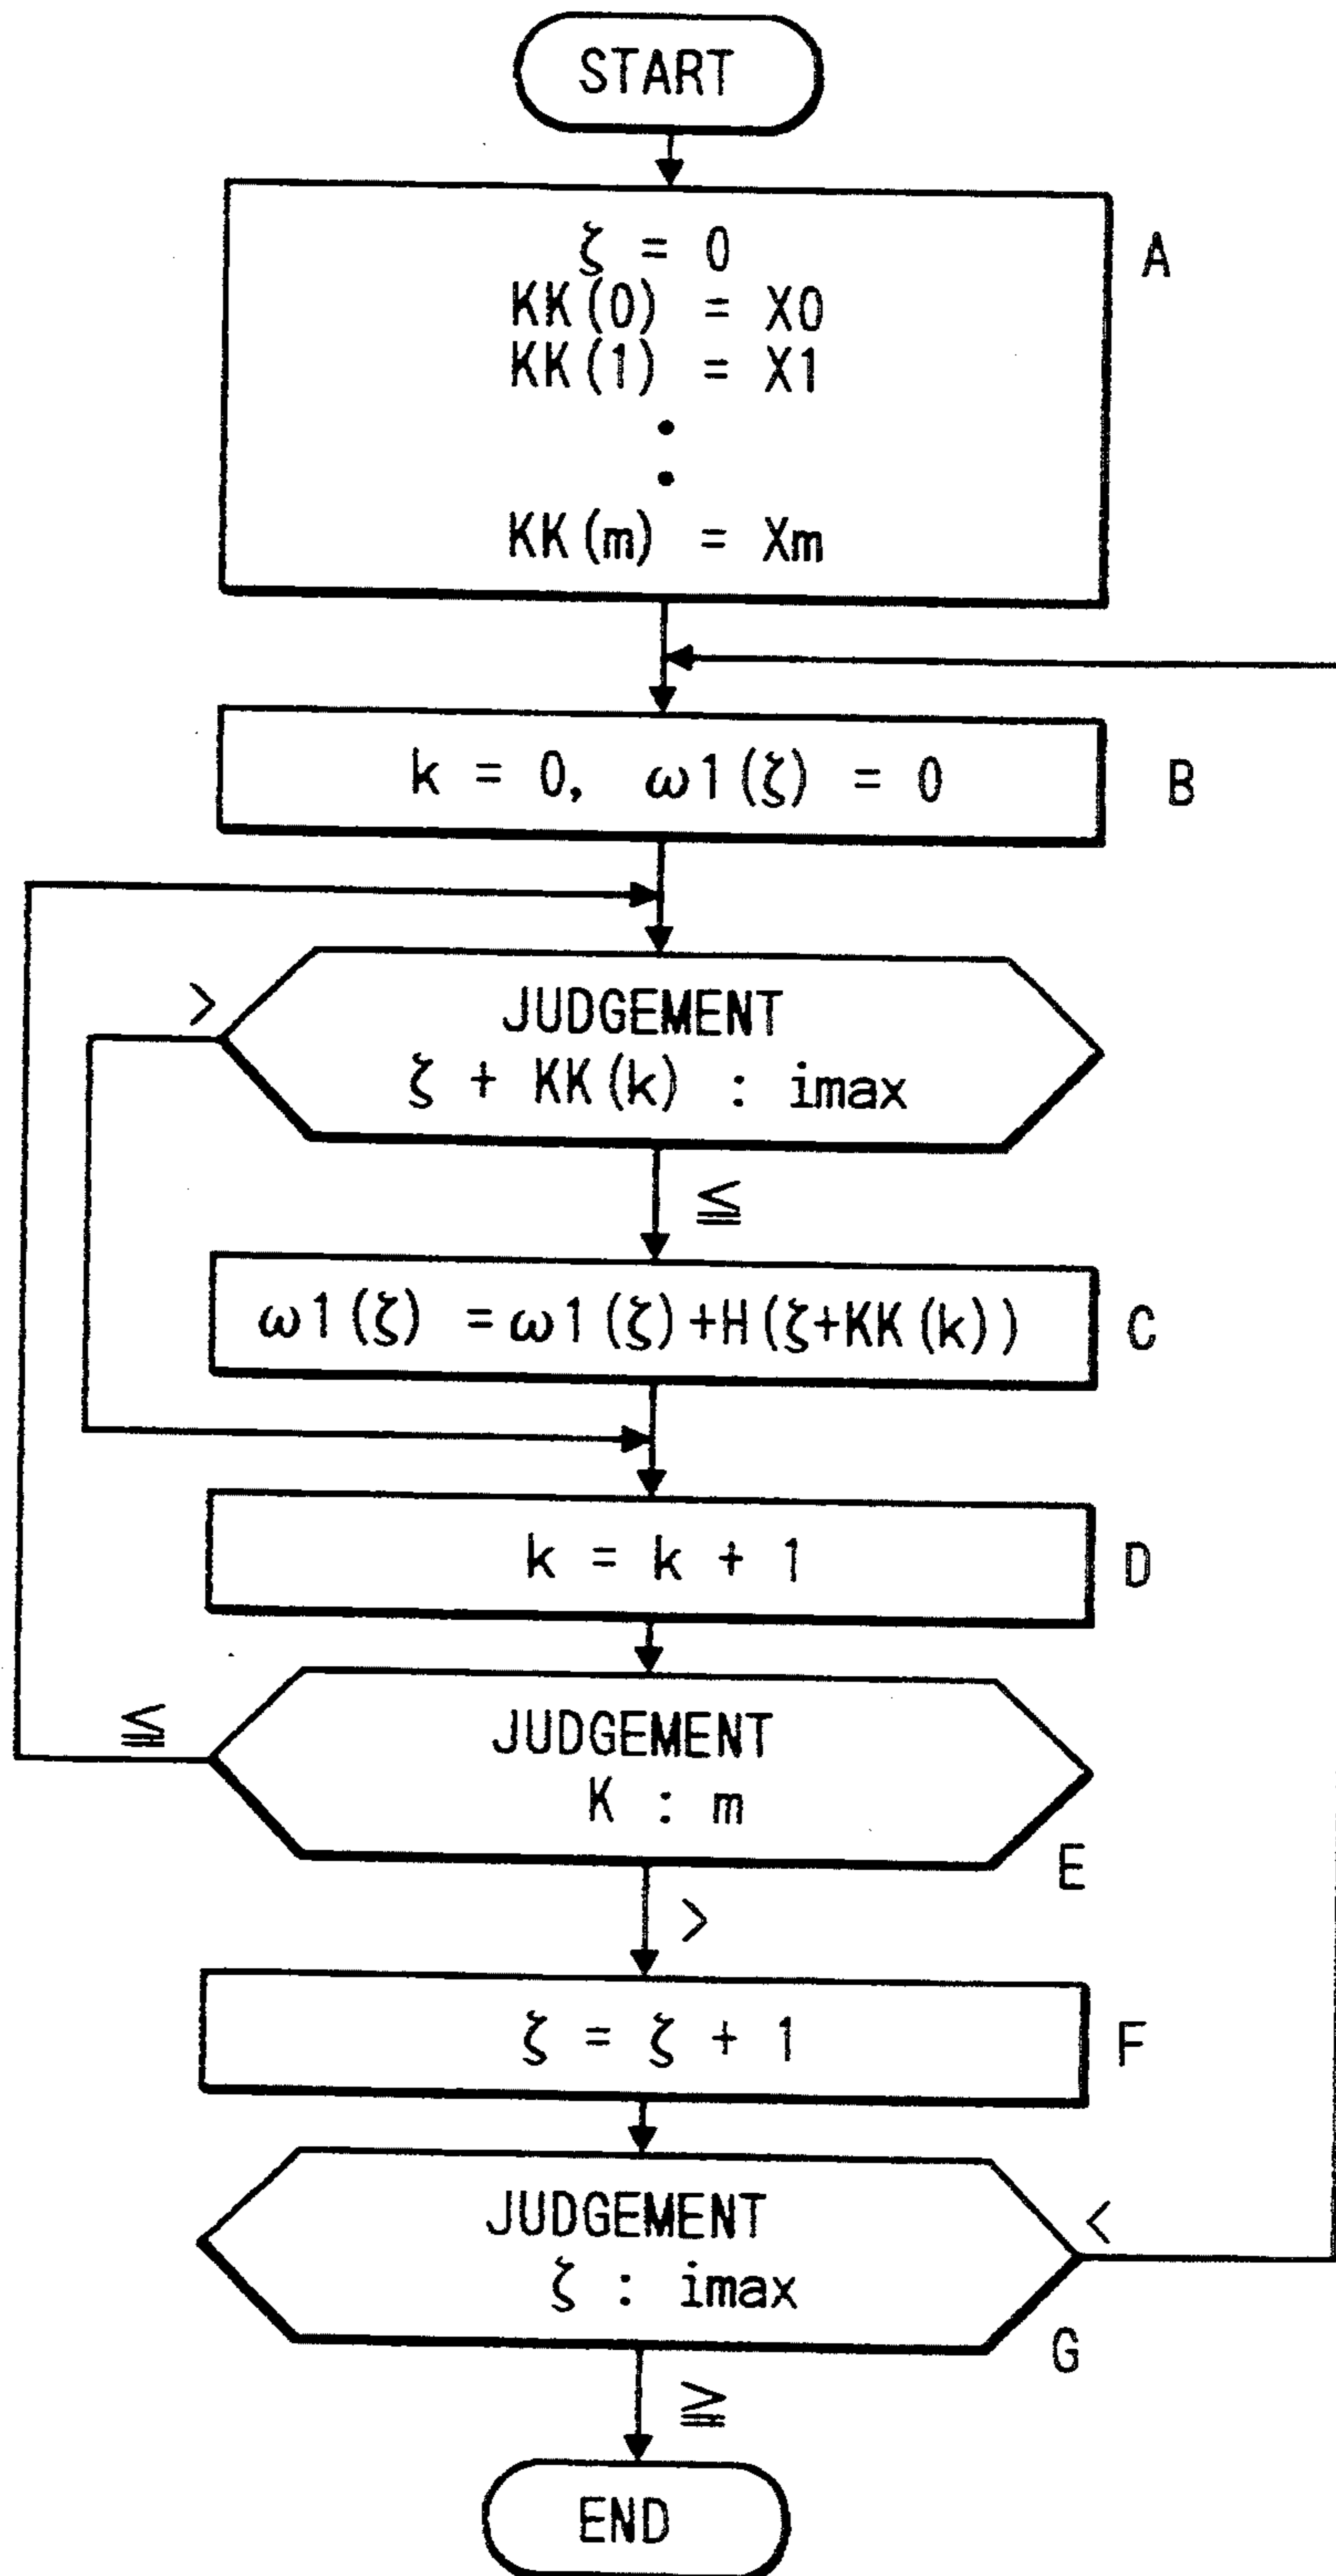 START
ζ = 0
A
KK(0) = X0
KK(1) = X1
KK(m) = Xm
k = 0, ω1(ζ) = 0
B
>
JUDGEMENT
ζ + KK(k) : imax
≦
ω1(ζ) =ω1(ζ)+H(ζ+KK(k))
C
k = k + 1
D
≦
JUDGEMENT
K : m
E
>
ζ = ζ + 1
F
JUDGEMENT
<
ζ : imax
G
≧
END